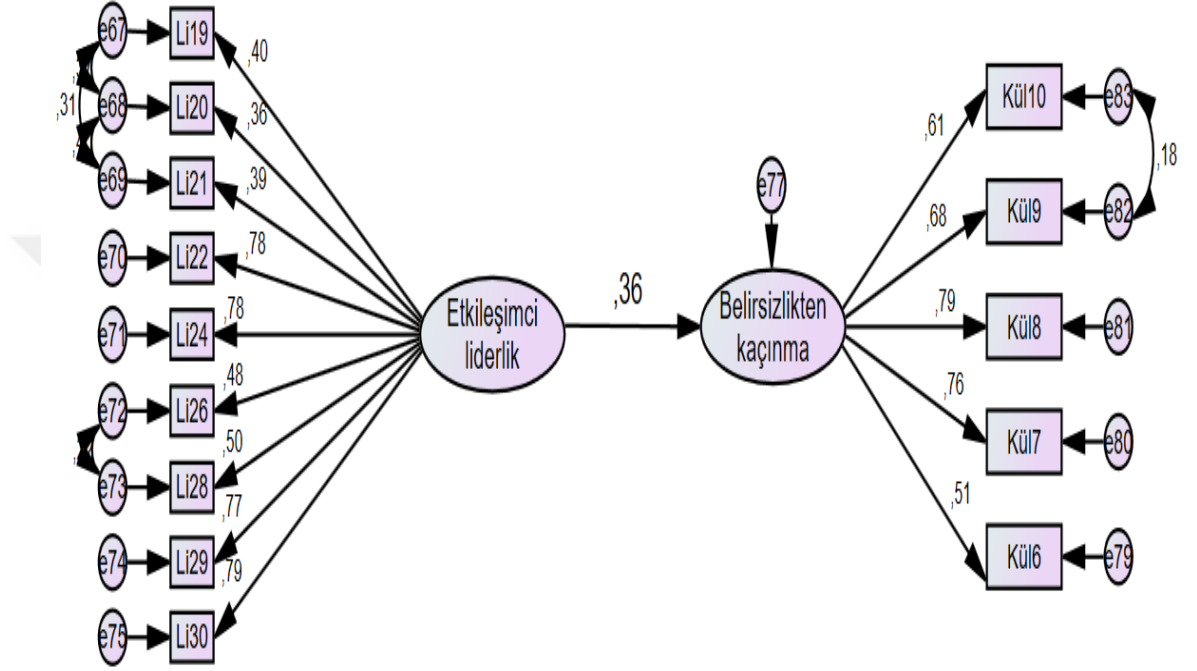 e67
Li19
,40
e68
Li20
,36
,31
e69
Li21
,39
e70
Li22
,78
e71
Li24
,78
e72
Li26
,48
e73
Li28
,50
e74
Li29
,77
e75
Li30
,79
Etkileşimci
liderlik
,36
e77
Belirsizlikten
kaçınma
,61
Kül10
e83
,18
,68
Kül9
e82
,79
Kül8
e81
,76
Kül7
e80
,51
Kül6
e79